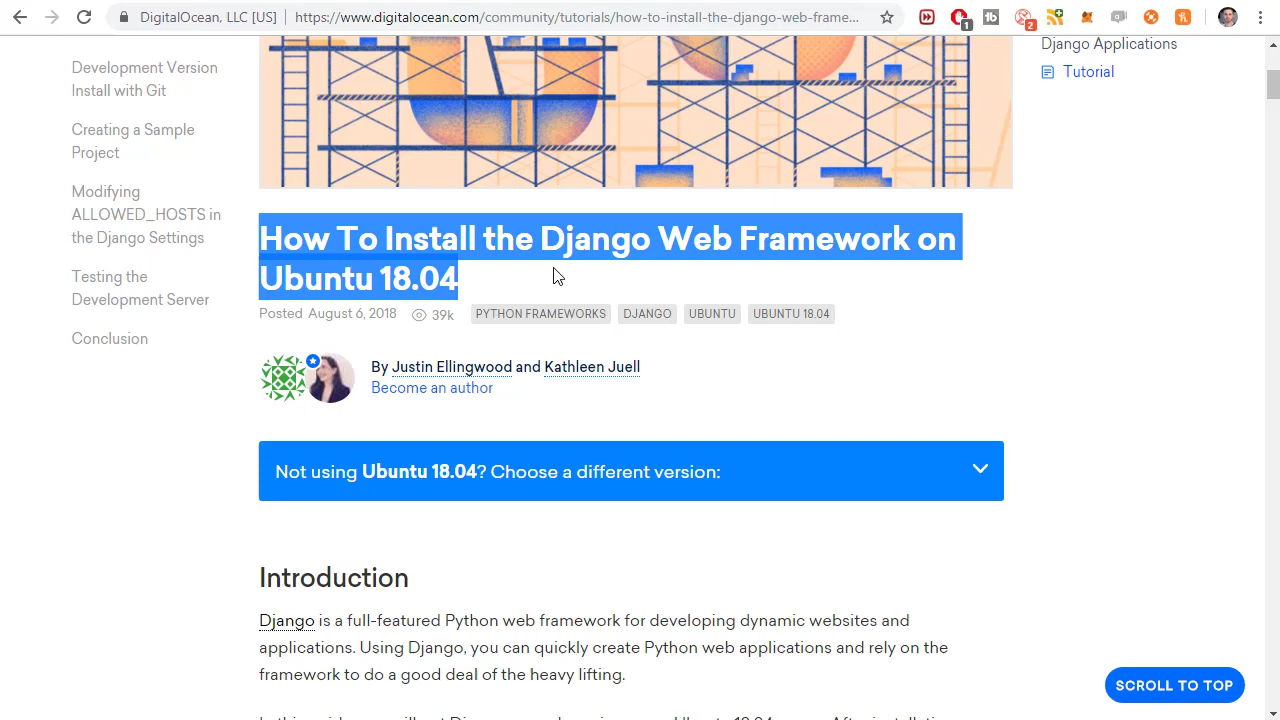 DigitalOcean, LLC [US]
https://www.digitalocean.com/community/tutorials/how-to-install-the-django-web-frame...
1
2
Development Version
Install with Git
Creating a Sample
Project
Modifying
ALLOWED_HOSTS in
the Django Settings
Testing the
Development Server
Conclusion
Django Applications
Tutorial
How To Install the Django Web Framework on
Ubuntu 18.04
Posted August 6, 2018 39k PYTHON FRAMEWORKS DJANGO UBUNTU UBUNTU 18.04
By Justin Ellingwood and Kathleen Juell
Become an author
Not using Ubuntu 18.04? Choose a different version:
Introduction
Django is a full-featured Python web framework for developing dynamic websites and
applications. Using Django, you can quickly create Python web applications and rely on the
framework to do a good deal of the heavy lifting.
SCROLL TO TOP